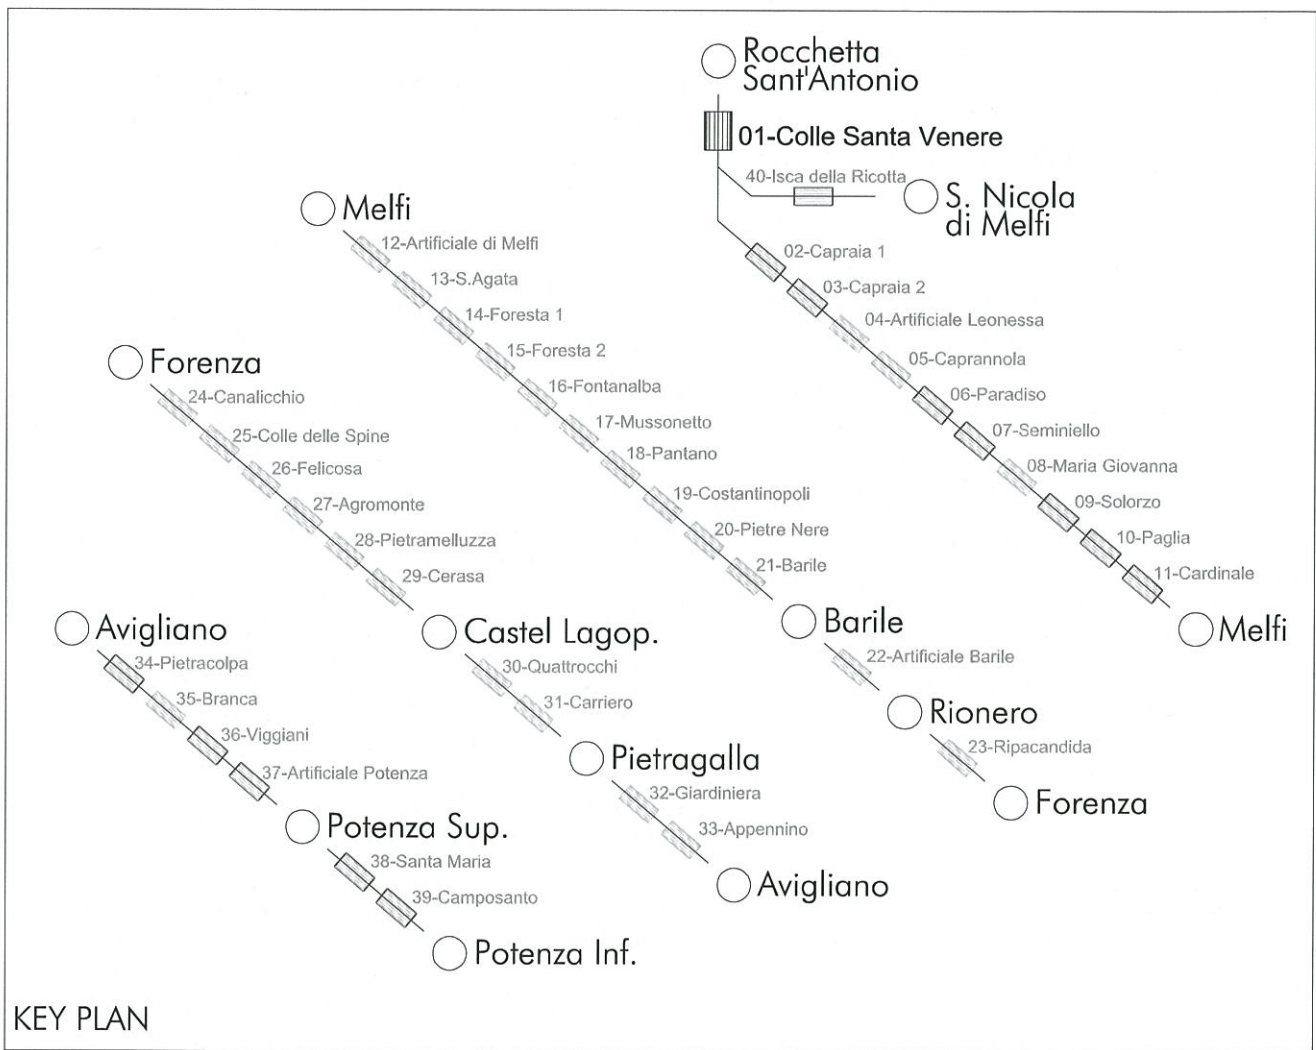 Rocchetta
Sant'Antonio
01-Colle Santa Venere
40-Isca della Ricotta
S. Nicola
di Melfi
02-Capraia 1
03-Capraia 2
04-Artificiale Leonessa
05-Caprannola
06-Paradiso
07-Seminiello
08-Maria Giovanna
09-Solorzo
10-Paglia
11-Cardinale
Melfi
Melfi
12-Artificiale di Melfi
13-S.Agata
14-Foresta 1
15-Foresta 2
16-Fontanalba
17-Mussonetto
18-Pantano
19-Costantinopoli
20-Pietre Nere
21-Barile
Barile
22-Artificiale Barile
Rionero
23-Ripacandida
Forenza
Forenza
24-Canalicchio
25-Colle delle Spine
26-Felicosa
27-Agromonte
28-Pietramelluzza
29-Cerasa
Castel Lagop.
30-Quattrocchi
31-Carriero
Pietragalla
32-Giardiniera
33-Appennino
Avigliano
Avigliano
34-Pietracolpa
35-Branca
36-Viggiani
37-Artificiale Potenza
Potenza Sup.
38-Santa Maria
39-Camposanto
Potenza Inf.
KEY PLAN